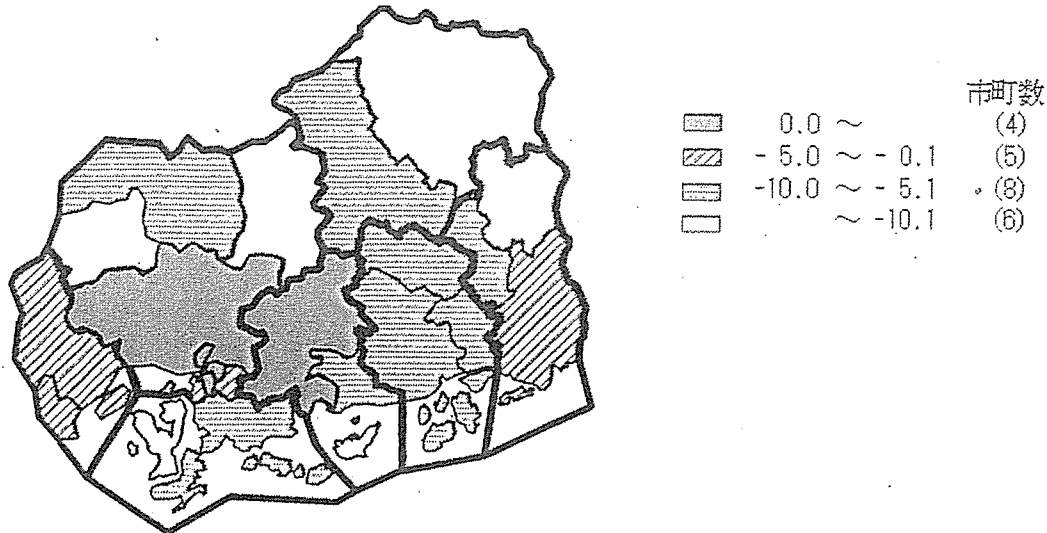 市町数
0.0 ～ (4)
- 5.0 ～ - 0.1 (5)
-10.0 ～ - 5.1 (8)
～ -10.1 (6)